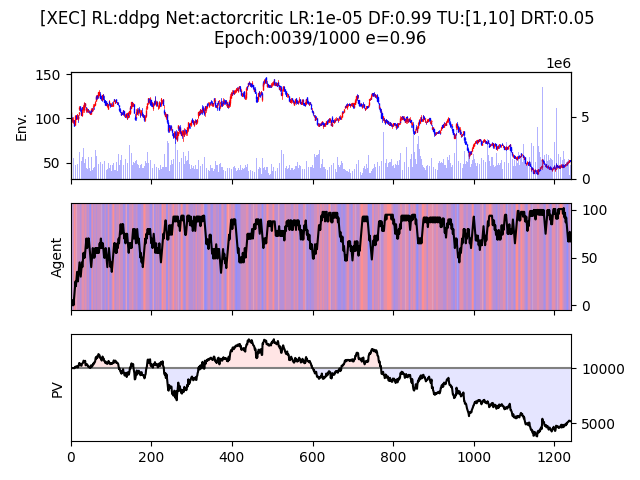 [XEC] RL:ddpg Net:actorcritic LR:1e-05 DF:0.99 TU:[1,10] DRT:0.05
Epoch:0039/1000 e=0.96
1e6
150
100
50
Env.
5
0
Agent
100
50
0
PV
10000
5000
0 200 400 600 800 1000 1200